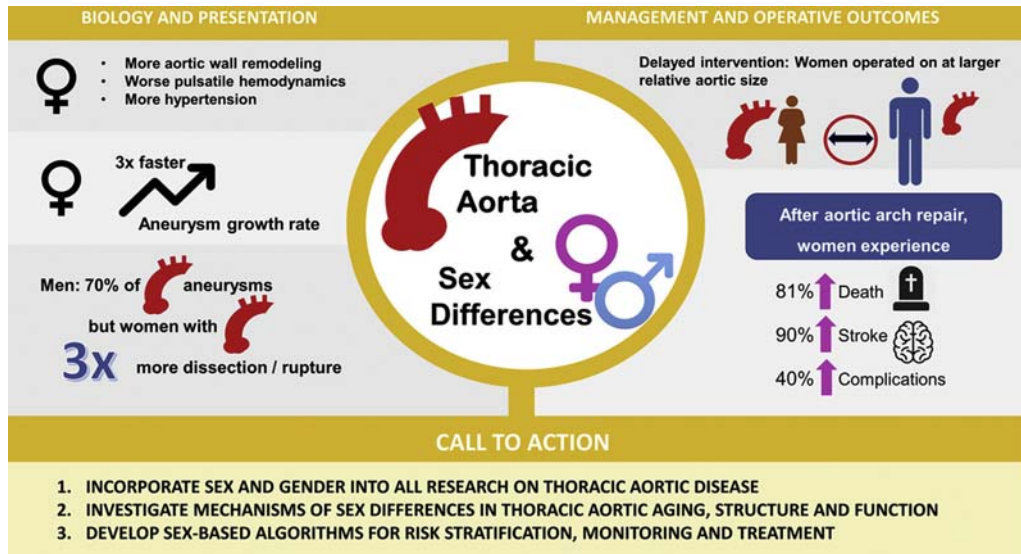 BIOLOGY AND PRESENTATION
• More aortic wall remodeling
• Worse pulsatile hemodynamics
• More hypertension
3x faster
Aneurysm growth rate
Men: 70% of aneurysms
but women with
3x more dissection / rupture
Thoracic
Aorta
&
Sex
Differences
MANAGEMENT AND OPERATIVE OUTCOMES
Delayed intervention: Women operated on at larger
relative aortic size
After aortic arch repair,
women experience
81% Death
90% Stroke
40% Complications
CALL TO ACTION
1. INCORPORATE SEX AND GENDER INTO ALL RESEARCH ON THORACIC AORTIC DISEASE
2. INVESTIGATE MECHANISMS OF SEX DIFFERENCES IN THORACIC AORTIC AGING, STRUCTURE AND FUNCTION
3. DEVELOP SEX-BASED ALGORITHMS FOR RISK STRATIFICATION, MONITORING AND TREATMENT